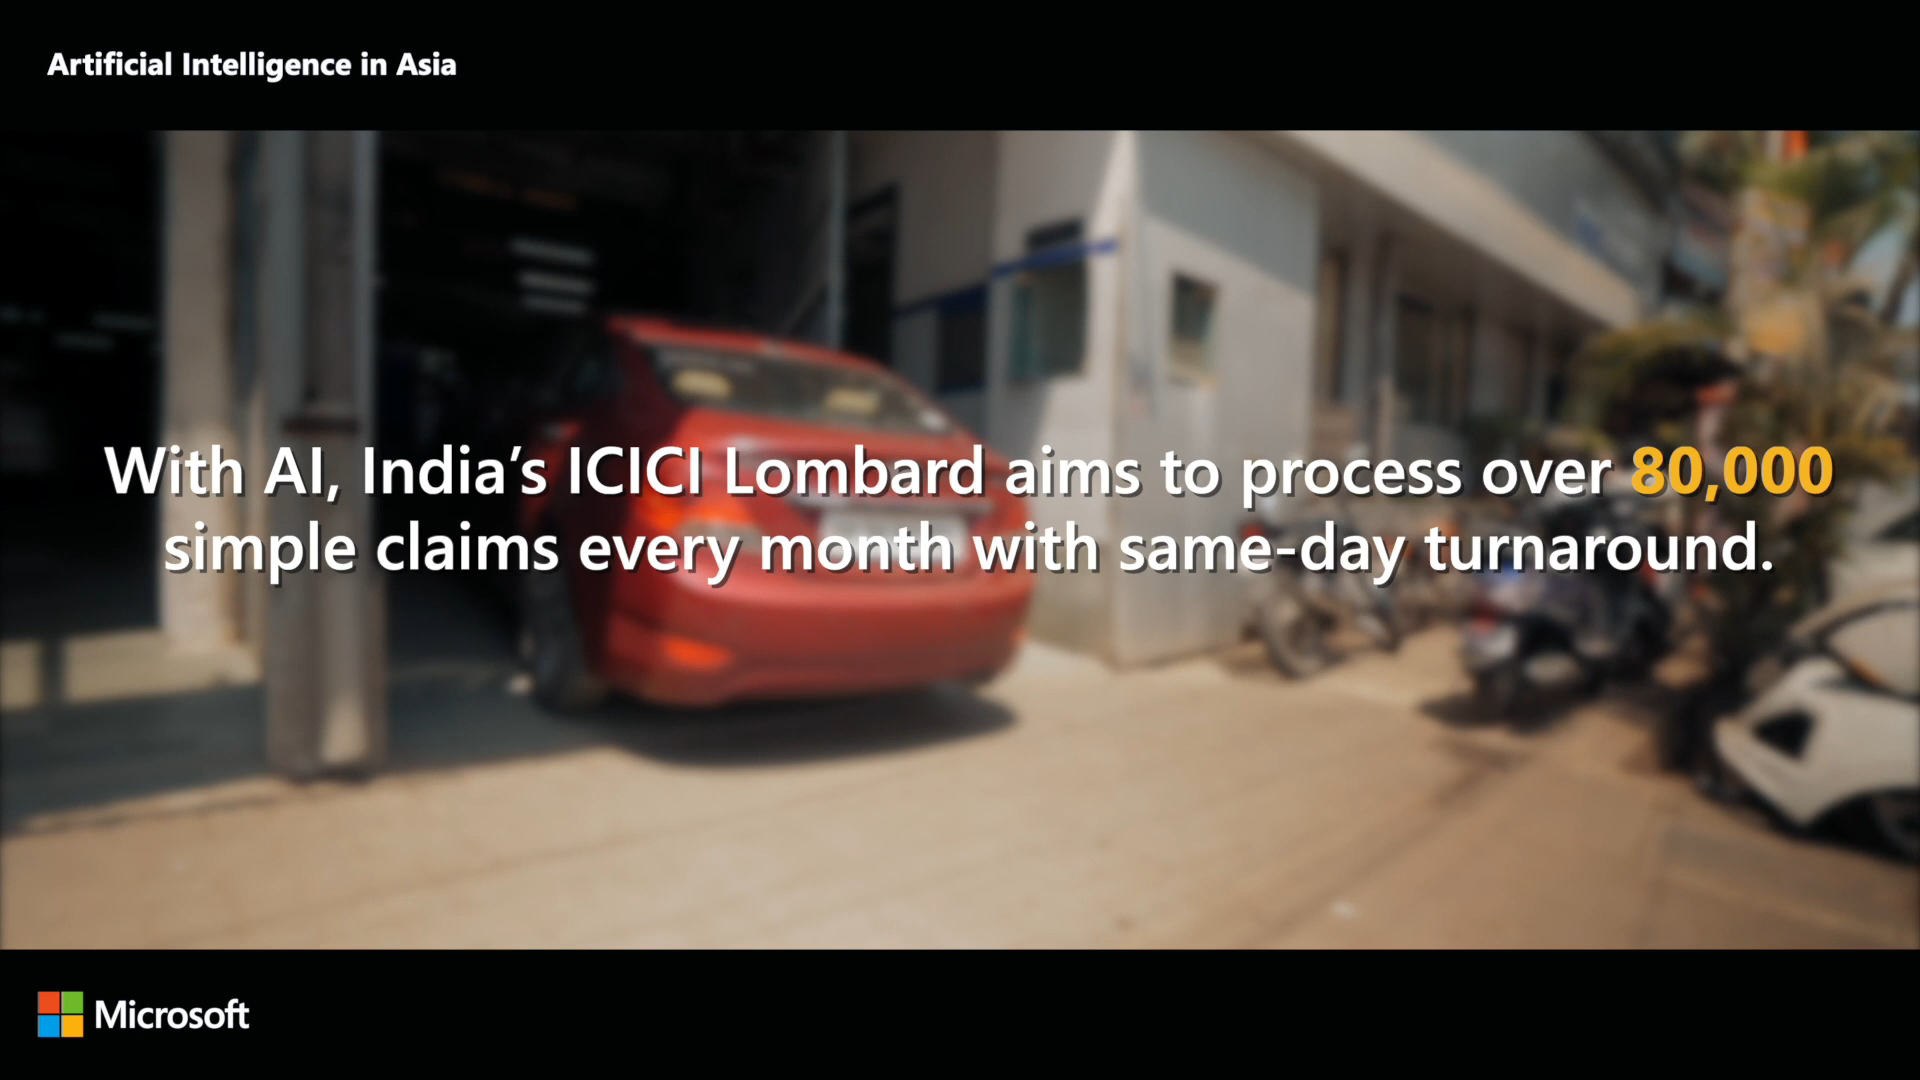 Artificial Intelligence in Asia
With AI, India’s ICICI Lombard aims to process over 80,000
simple claims every month with same-day turnaround.
Microsoft